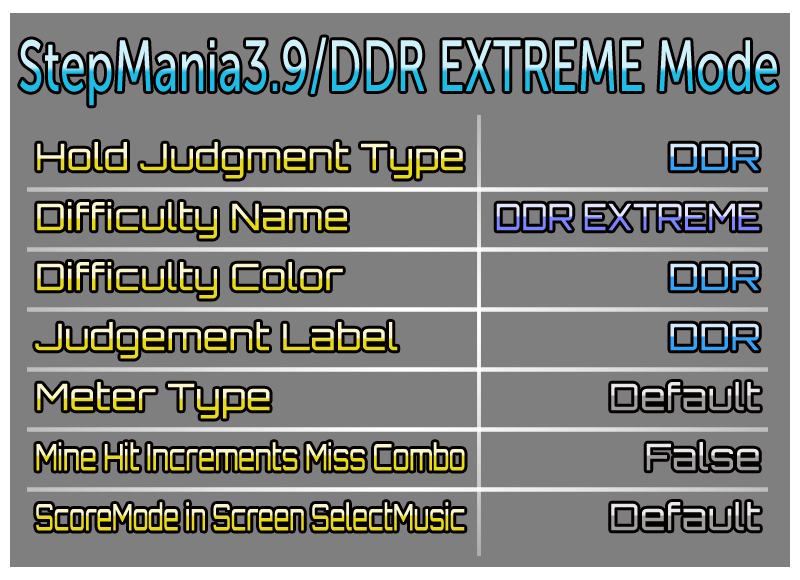 StepMania3.9/DDR EXTREME Mode
Hold Judgment Type DDR
Difficulty Name DDR EXTREME
Difficulty Color DDR
Judgement Label DDR
Meter Type Default
Mine Hit Increments Miss Combo False
ScoreMode in Screen SelectMusic Default